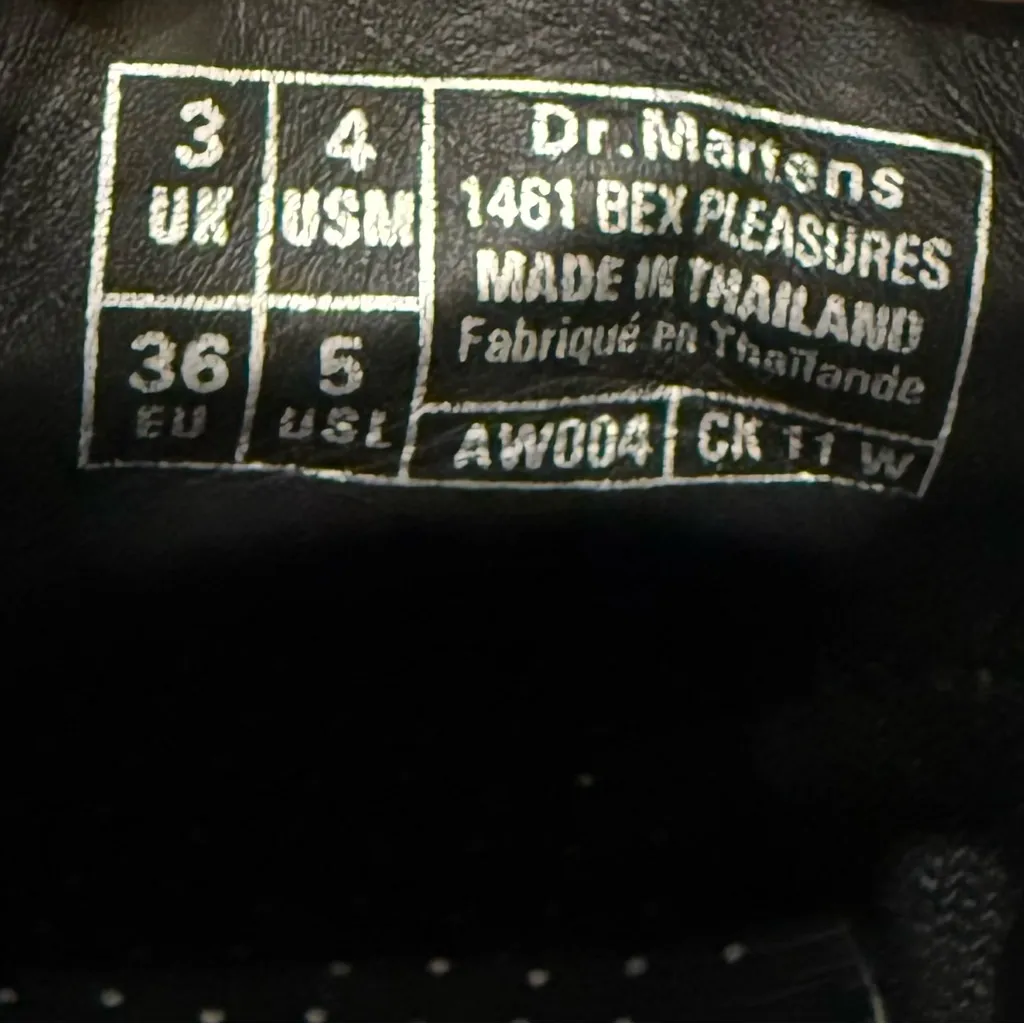 3 UK
4 USM
36 EU
5 USL
Dr.Martens
1461 BEX PLEASURES
MADE IN THAILAND
Fabriqué en Thaïlande
AW004
CK 11 W